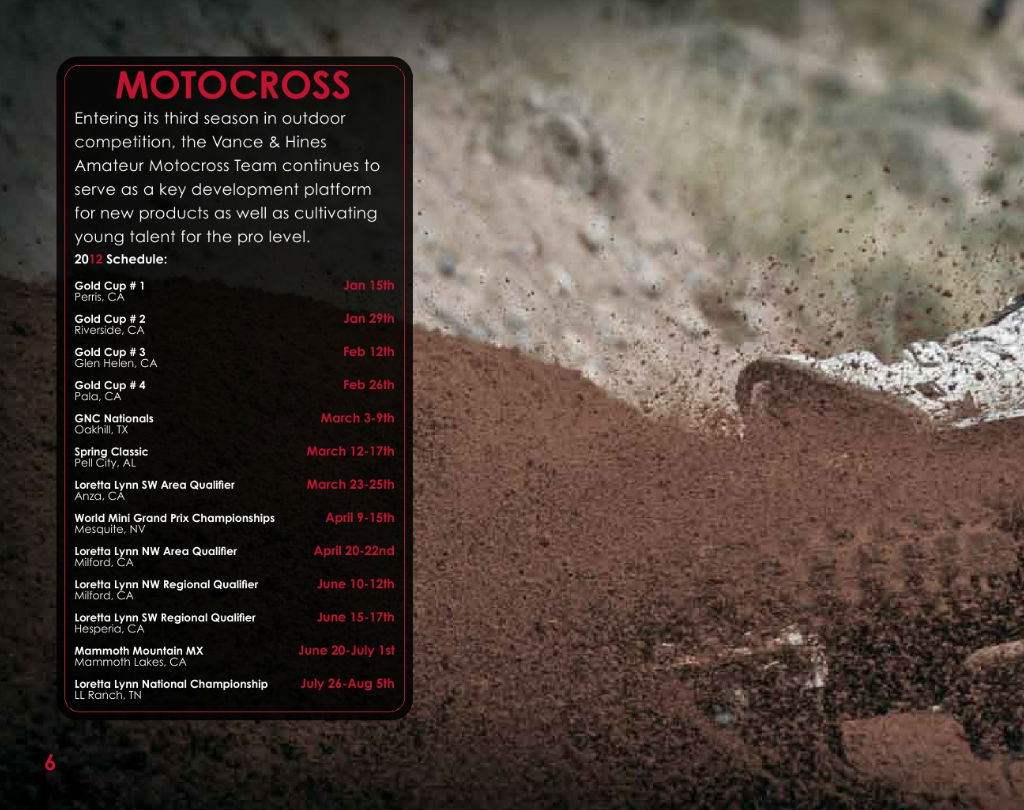 MOTOCROSS
Entering its third season in outdoor
competition, the Vance & Hines
Amateur Motocross Team continues to
serve as a key development platform
for new products as well as cultivating
young talent for the pro level.
2012 Schedule:
Gold Cup # 1 Jan 15th
Perris, CA
Gold Cup # 2 Jan 29th
Riverside, CA
Gold Cup # 3 Feb 12th
Glen Helen, CA
Gold Cup # 4 Feb 26th
Pala, CA
GNC Nationals March 3-9th
Oakhill, TX
Spring Classic March 12-17th
Pell City, AL
Loretta Lynn SW Area Qualifier March 23-25th
Anza, CA
World Mini Grand Prix Championships April 9-15th
Mesquite, NV
Loretta Lynn NW Area Qualifier April 20-22nd
Milford, CA
Loretta Lynn NW Regional Qualifier June 10-12th
Milford, CA
Loretta Lynn SW Regional Qualifier June 15-17th
Hesperia, CA
Mammoth Mountain MX June 20-July 1st
Mammoth Lakes, CA
Loretta Lynn National Championship July 26-Aug 5th
LL Ranch, TN
6